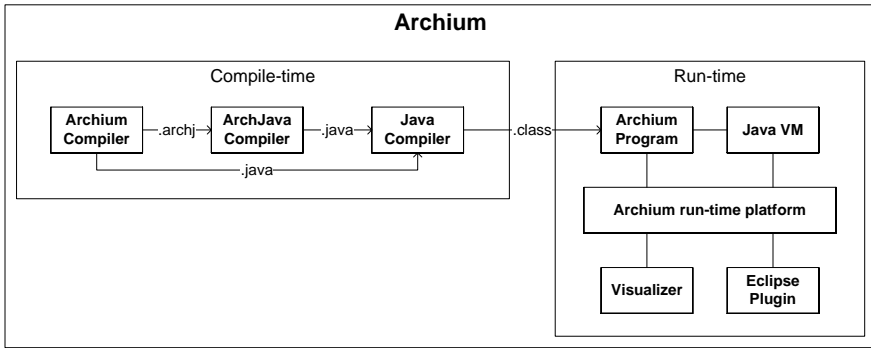 Archium
Compile-time
Run-time
Archium
Compiler
.archj
ArchJava
Compiler
.java
Java
Compiler
.class
Archium
Program
Java VM
.java
Archium run-time platform
Visualizer
Eclipse
Plugin